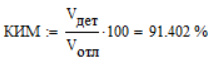 КИМ := V_дет / V_отл · 100 = 91.402 %